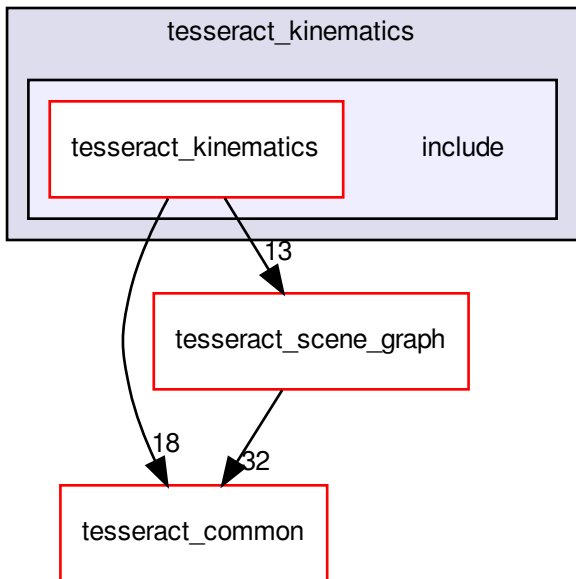 tesseract_kinematics
tesseract_kinematics
include
13
tesseract_scene_graph
18
32
tesseract_common